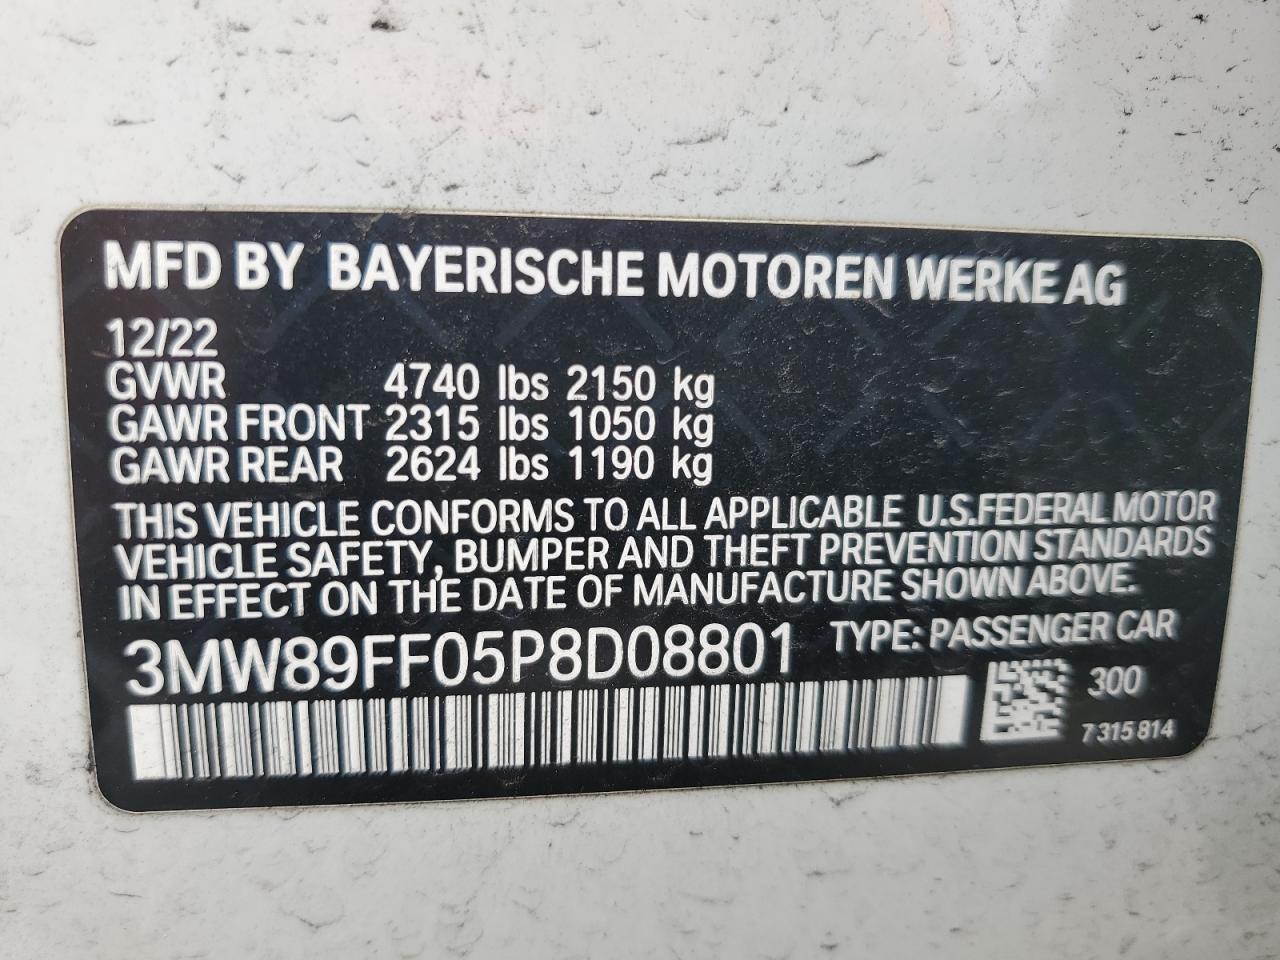 MFD BY BAYERISCHE MOTOREN WERKE AG
12/22
GVWR 4740 lbs 2150 kg
GAWR FRONT 2315 lbs 1050 kg
GAWR REAR 2624 lbs 1190 kg
THIS VEHICLE CONFORMS TO ALL APPLICABLE U.S.FEDERAL MOTOR
VEHICLE SAFETY, BUMPER AND THEFT PREVENTION STANDARDS
IN EFFECT ON THE DATE OF MANUFACTURE SHOWN ABOVE.
3MW89FF05P8D08801 TYPE: PASSENGER CAR
300
7 315 814